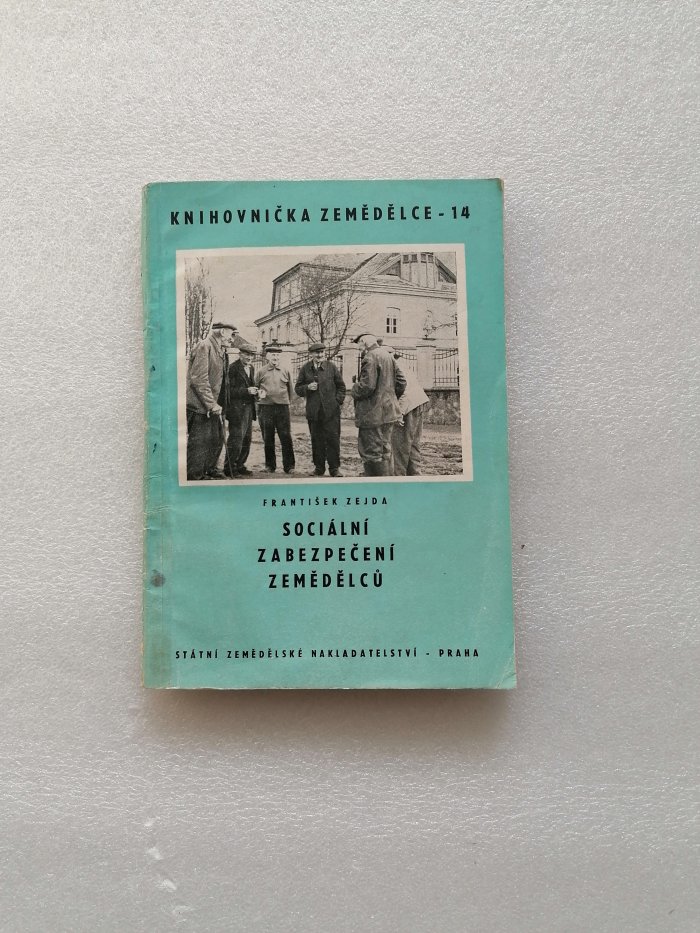 KNIHOVNIČKA ZEMĚDĚLCE - 14
FRANTIŠEK ZEJDA
SOCIÁLNÍ
ZABEZPEČENÍ
ZEMĚDĚLCŮ
STÁTNÍ ZEMĚDĚLSKÉ NAKLADATELSTVÍ - PRAHA